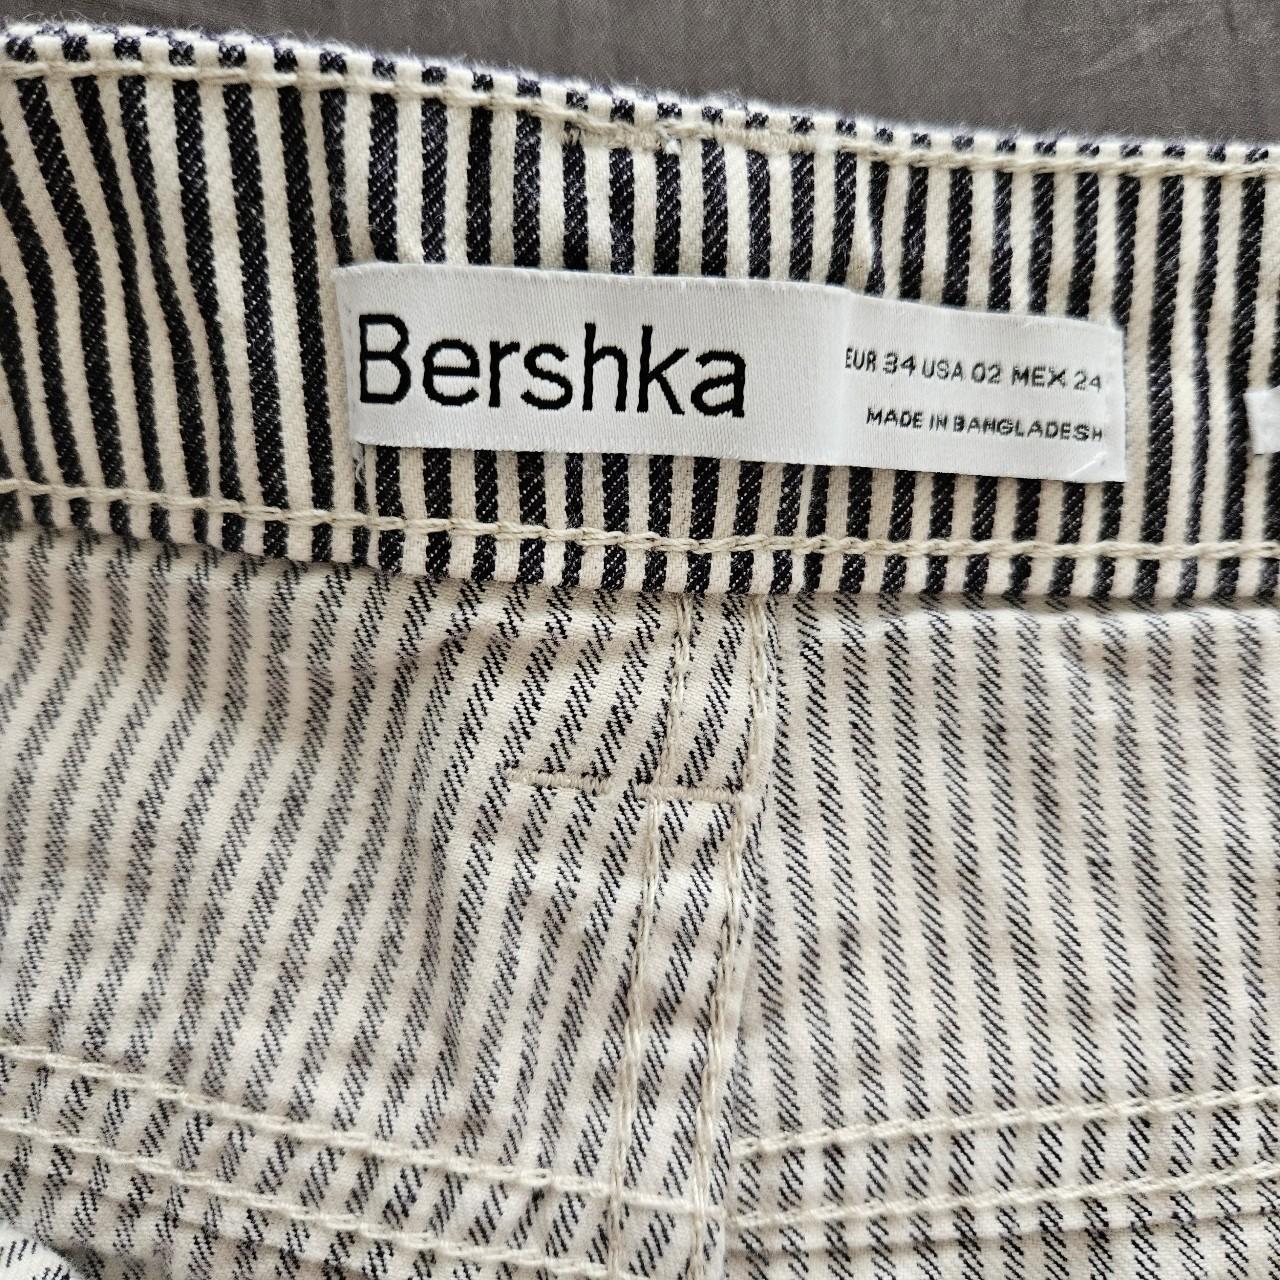 Bershka
EUR 34 USA 02 MEX 24
MADE IN BANGLADESH